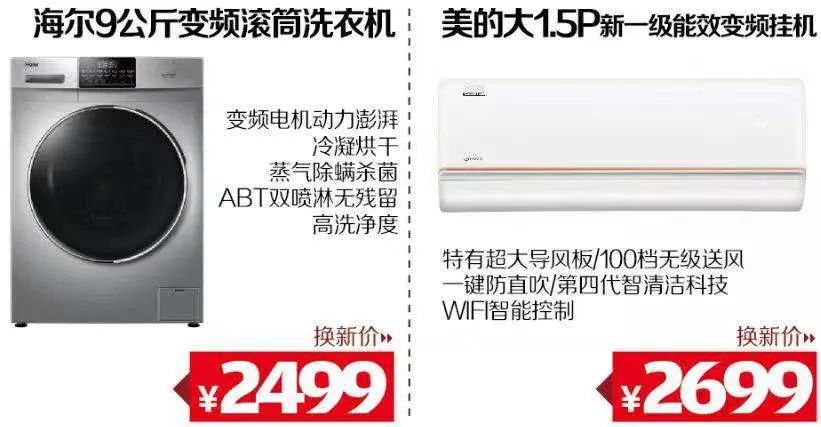 海尔9公斤变频滚筒洗衣机
Haier
变频电机动力澎湃
冷凝烘干
蒸气除螨杀菌
ABT双喷淋无残留
高洗净度
换新价
¥2499
美的大1.5P新一级能效变频挂机
特有超大导风板/100档无级送风
一键防直吹/第四代智清洁科技
WIFI智能控制
换新价
¥2699